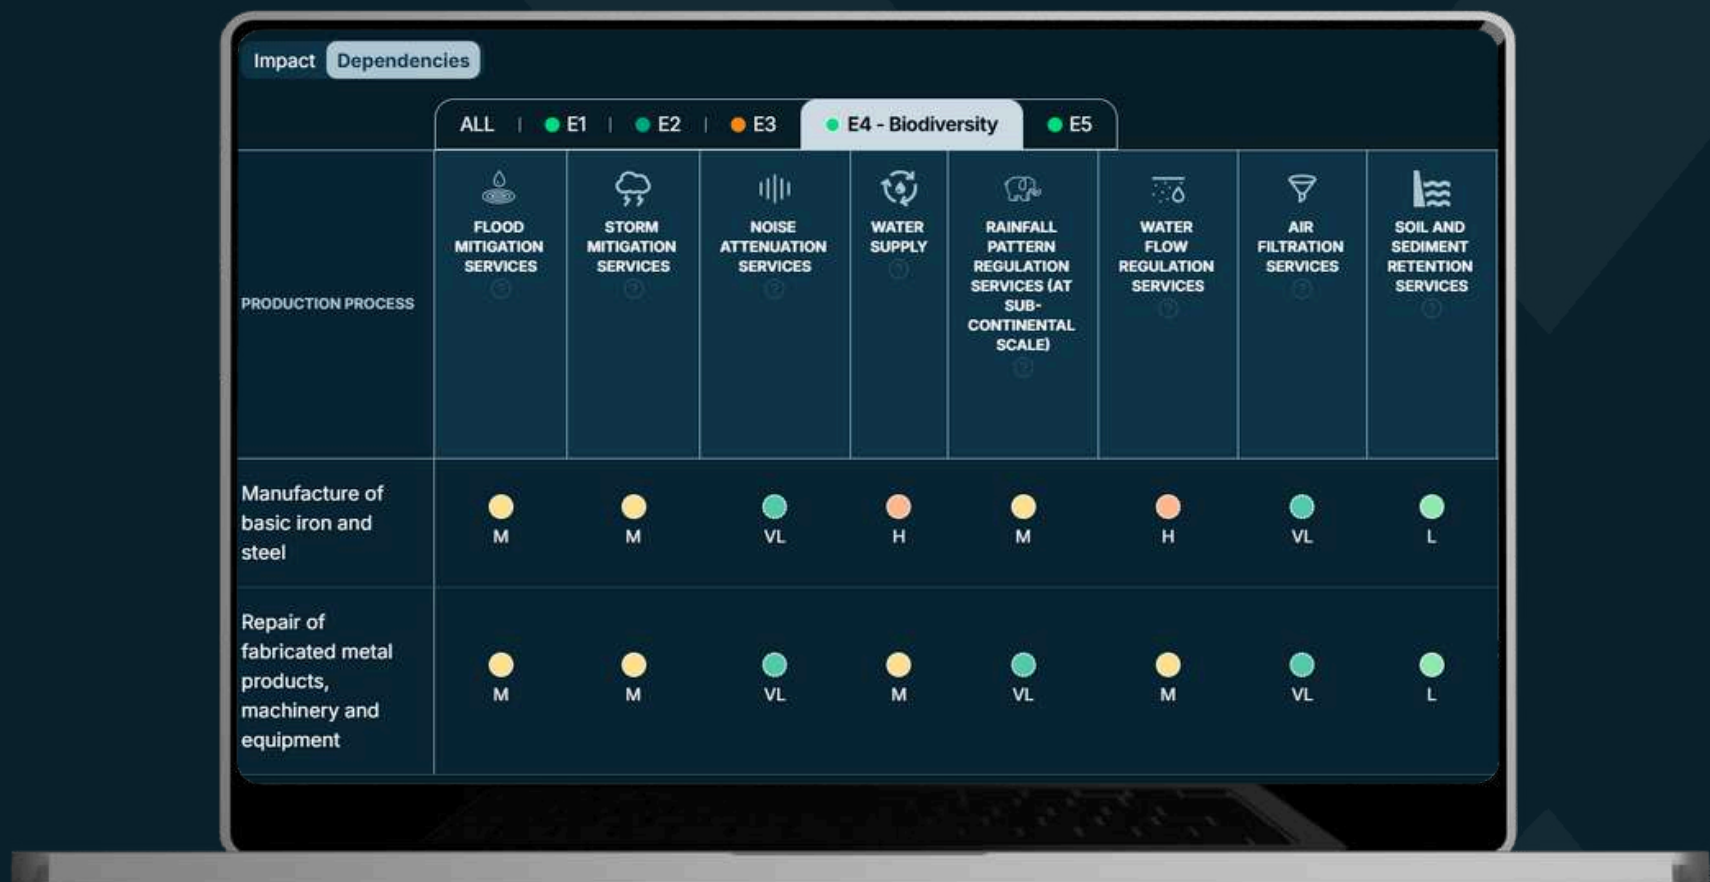 Impact Dependencies
ALL | E1 | E2 | E3 E4 - Biodiversity E5
PRODUCTION PROCESS
FLOOD
MITIGATION
SERVICES
?
STORM
MITIGATION
SERVICES
?
NOISE
ATTENUATION
SERVICES
?
WATER
SUPPLY
?
RAINFALL
PATTERN
REGULATION
SERVICES (AT
SUB-
CONTINENTAL
SCALE)
?
WATER
FLOW
REGULATION
SERVICES
?
AIR
FILTRATION
SERVICES
?
SOIL AND
SEDIMENT
RETENTION
SERVICES
?
Manufacture of
basic iron and
steel
M M VL H M H VL L
Repair of
fabricated metal
products,
machinery and
equipment
M M VL M VL M VL L